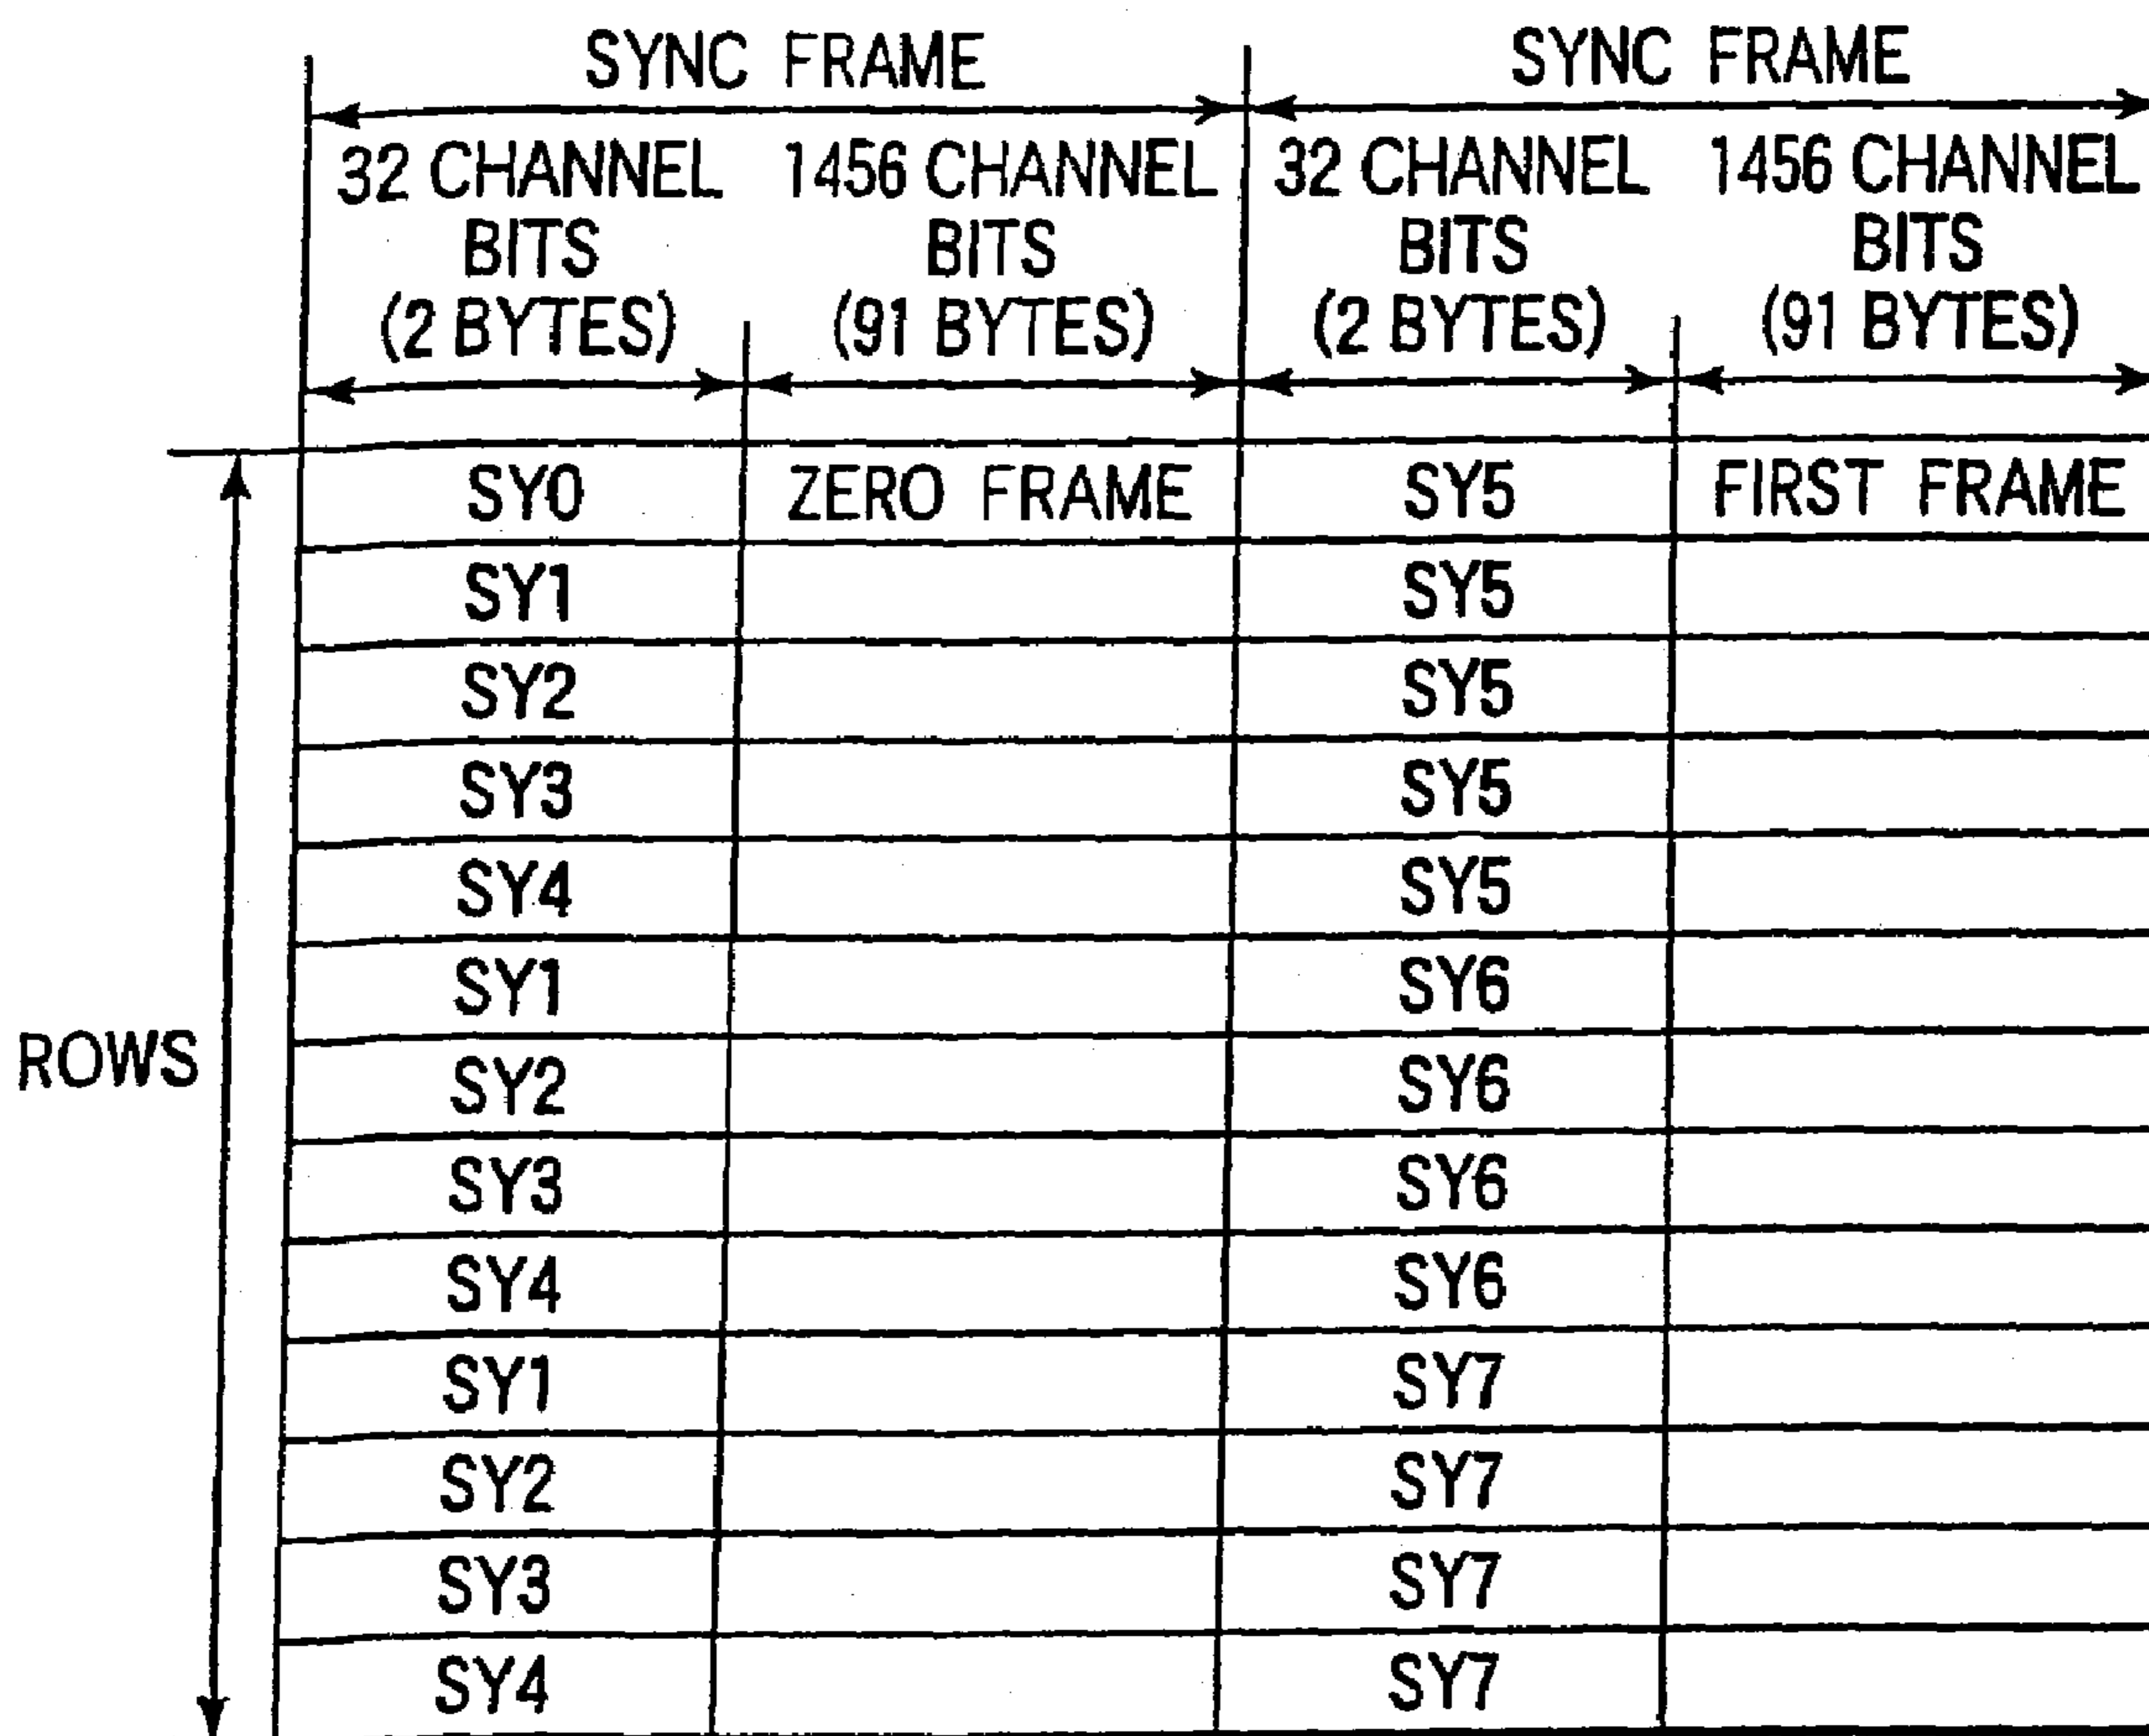 SYNC FRAME SYNC FRAME
32 CHANNEL BITS (2 BYTES) 1456 CHANNEL BITS (91 BYTES) 32 CHANNEL BITS (2 BYTES) 1456 CHANNEL BITS (91 BYTES)
SY0 ZERO FRAME SY5 FIRST FRAME
SY1 SY5
SY2 SY5
SY3 SY5
SY4 SY5
SY1 SY6
ROWS
SY2 SY6
SY3 SY6
SY4 SY6
SY1 SY7
SY2 SY7
SY3 SY7
SY4 SY7